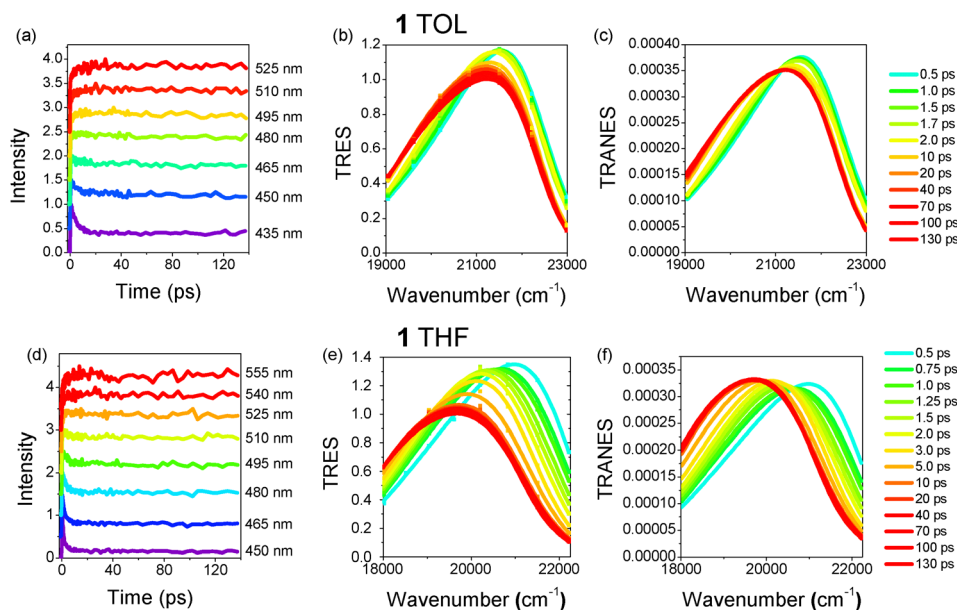 1 TOL
(a)
Intensity
4.0
3.5
3.0
2.5
2.0
1.5
1.0
0.5
0.0
0 40 80 120
Time (ps)
525 nm
510 nm
495 nm
480 nm
465 nm
450 nm
435 nm
(b)
TRES
1.2
1.0
0.8
0.6
0.4
0.2
0.0
19000 21000 23000
Wavenumber (cm⁻¹)
(c)
TRANES
0.00040
0.00035
0.00030
0.00025
0.00020
0.00015
0.00010
0.00005
0.00000
19000 21000 23000
Wavenumber (cm⁻¹)
0.5 ps
1.0 ps
1.5 ps
1.7 ps
2.0 ps
10 ps
20 ps
40 ps
70 ps
100 ps
130 ps
1 THF
(d)
Intensity
4
3
2
1
0
0 40 80 120
Time (ps)
555 nm
540 nm
525 nm
510 nm
495 nm
480 nm
465 nm
450 nm
(e)
TRES
1.4
1.2
1.0
0.8
0.6
0.4
0.2
0.0
18000 20000 22000
Wavenumber (cm⁻¹)
(f)
TRANES
0.00035
0.00030
0.00025
0.00020
0.00015
0.00010
0.00005
0.00000
18000 20000 22000
Wavenumber (cm⁻¹)
0.5 ps
0.75 ps
1.0 ps
1.25 ps
1.5 ps
2.0 ps
3.0 ps
5.0 ps
10 ps
20 ps
40 ps
70 ps
100 ps
130 ps